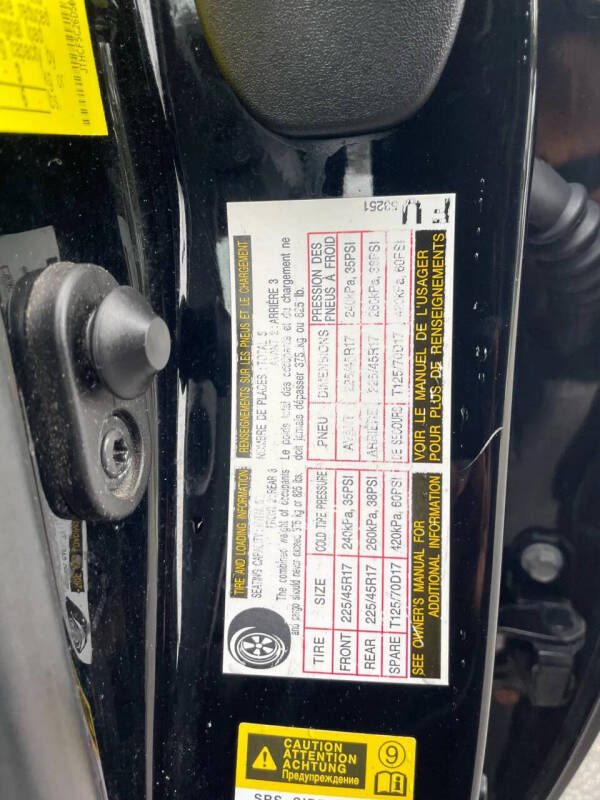 JTHCF5C26D5
TIRE AND LOADING INFORMATION
SEATING CAPACITY
REAR 3
The combined weight of occupants
and cargo should never exceed 375 kg or 825 lbs.
TIRE SIZE COLD TIRE PRESSURE
FRONT 225/45R17 240kPa, 35PSI
REAR 225/45R17 260kPa, 38PSI
SPARE T125/70D17 420kPa, 60PSI
SEE OWNER'S MANUAL FOR
ADDITIONAL INFORMATION
RENSEIGNEMENTS SUR LES PNEUS ET LE CHARGEMENT
NOMBRE DE PLACES : TOTAL 5
AVANT 2: ARRIÈRE 3
Le poids total des occupants et du chargement ne
doit jamais dépasser 375 kg ou 825 lb.
PNEU DIMENSIONS PRESSION DES
PNEUS À FROID
AVANT 225/45R17 240kPa, 35PSI
ARRIÈRE 225/45R17 260kPa, 38PSI
DE SECOURS T125/70D17 420kPa, 60PSI
VOIR LE MANUEL DE L'USAGER
POUR PLUS DE RENSEIGNEMENTS
53251
CAUTION
ATTENTION
ACHTUNG
Предупреждение
9